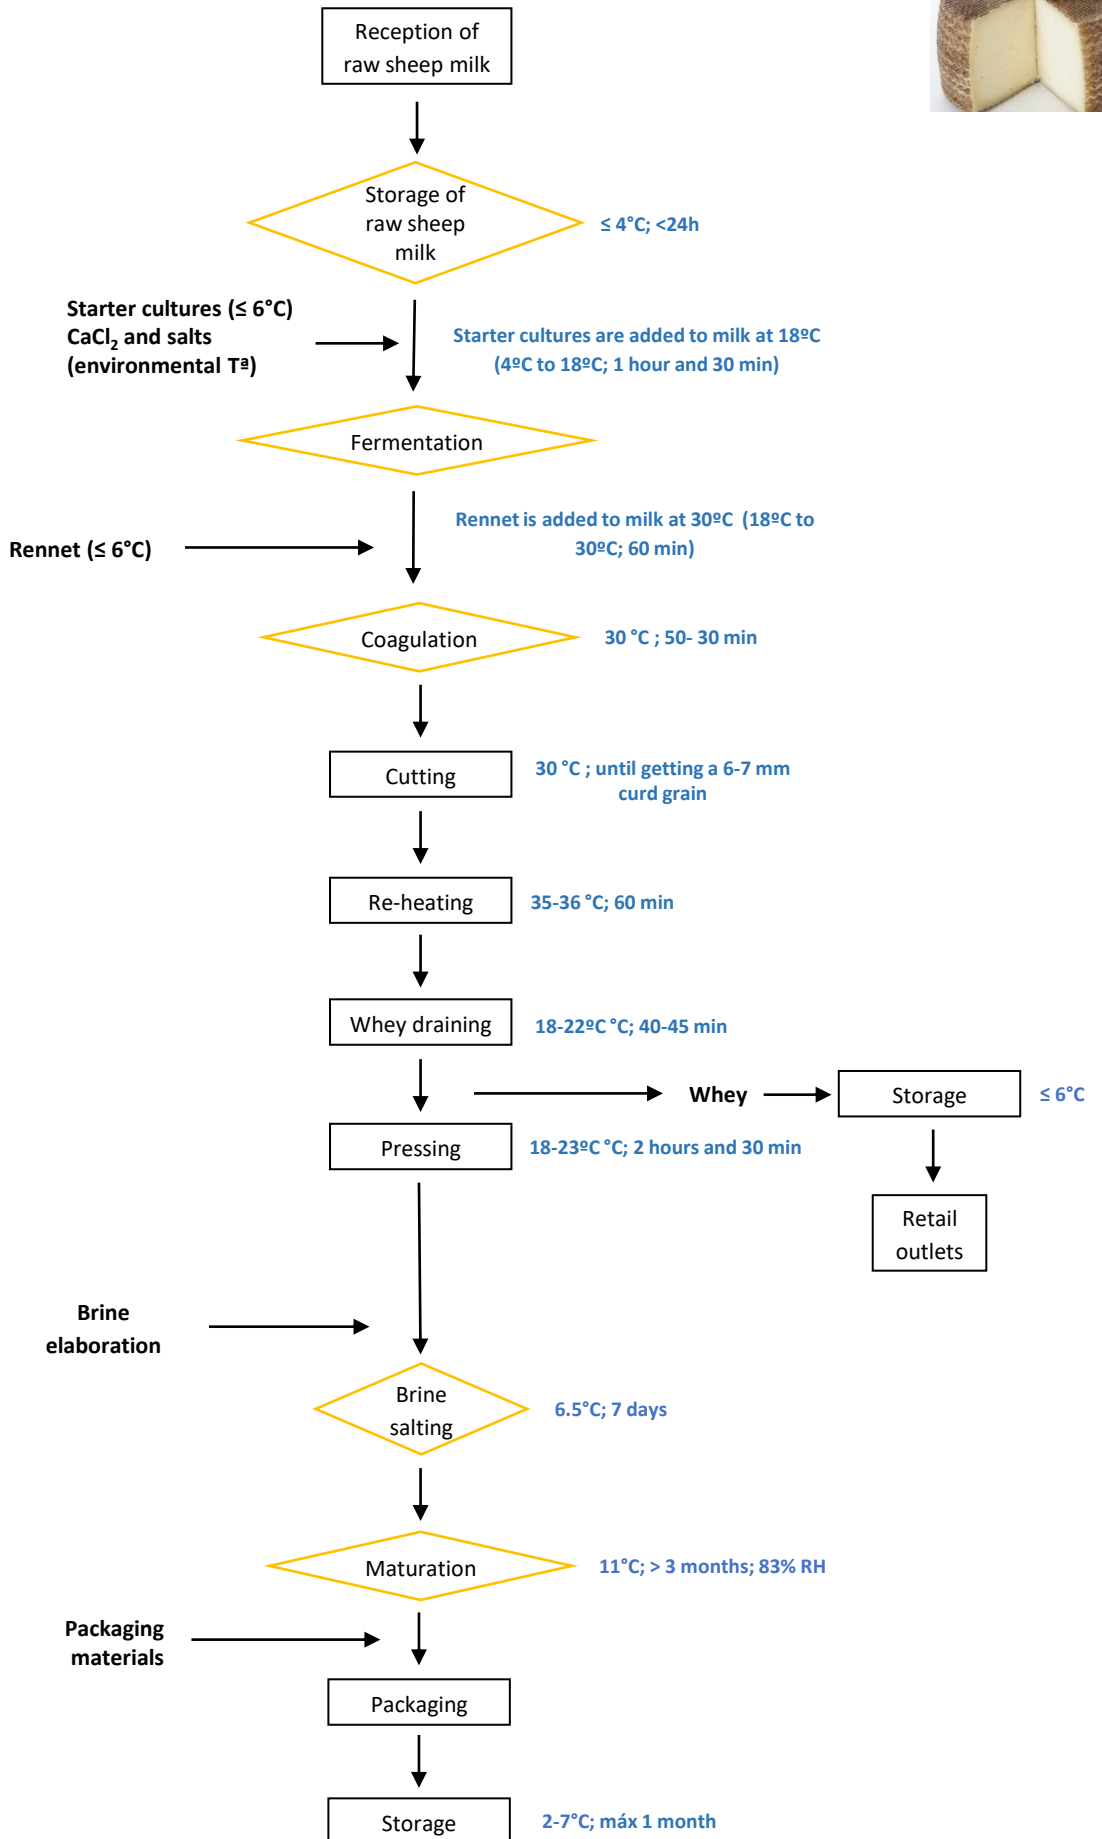 Reception of
raw sheep milk
Storage of
raw sheep
milk
≤ 4°C; <24h
Starter cultures (≤ 6°C)
CaCl₂ and salts
(environmental Tª)
Starter cultures are added to milk at 18ºC
(4ºC to 18ºC; 1 hour and 30 min)
Fermentation
Rennet (≤ 6°C)
Rennet is added to milk at 30ºC (18ºC to
30ºC; 60 min)
Coagulation
30 °C ; 50- 30 min
Cutting
30 °C ; until getting a 6-7 mm
curd grain
Re-heating
35-36 °C; 60 min
Whey draining
18-22ºC °C; 40-45 min
Whey
Storage
≤ 6°C
Pressing
18-23ºC °C; 2 hours and 30 min
Retail
outlets
Brine
elaboration
Brine
salting
6.5°C; 7 days
Maturation
11°C; > 3 months; 83% RH
Packaging
materials
Packaging
Storage
2-7°C; máx 1 month